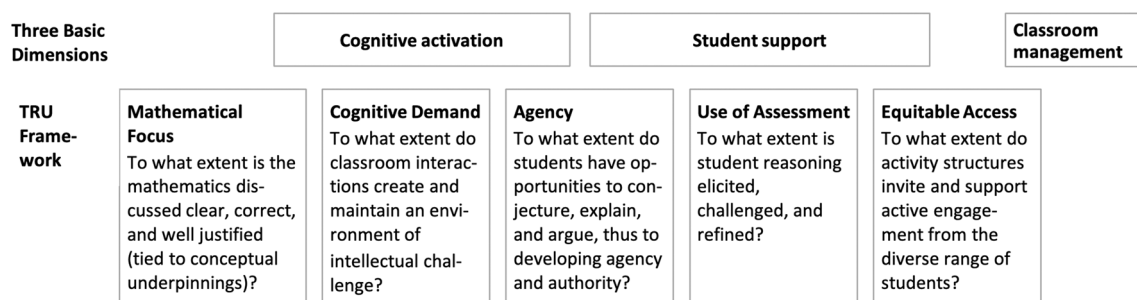 Three Basic
Dimensions
Cognitive activation
Student support
Classroom
management
TRU
Frame-
work
Mathematical
Focus
To what extent is the
mathematics dis-
cussed clear, correct,
and well justified
(tied to conceptual
underpinnings)?
Cognitive Demand
To what extent do
classroom interac-
tions create and
maintain an envi-
ronment of
intellectual chal-
lenge?
Agency
To what extent do
students have op-
portunities to con-
jecture, explain,
and argue, thus to
developing agency
and authority?
Use of Assessment
To what extent is
student reasoning
elicited,
challenged, and
refined?
Equitable Access
To what extent do
activity structures
invite and support
active engage-
ment from the
diverse range of
students?